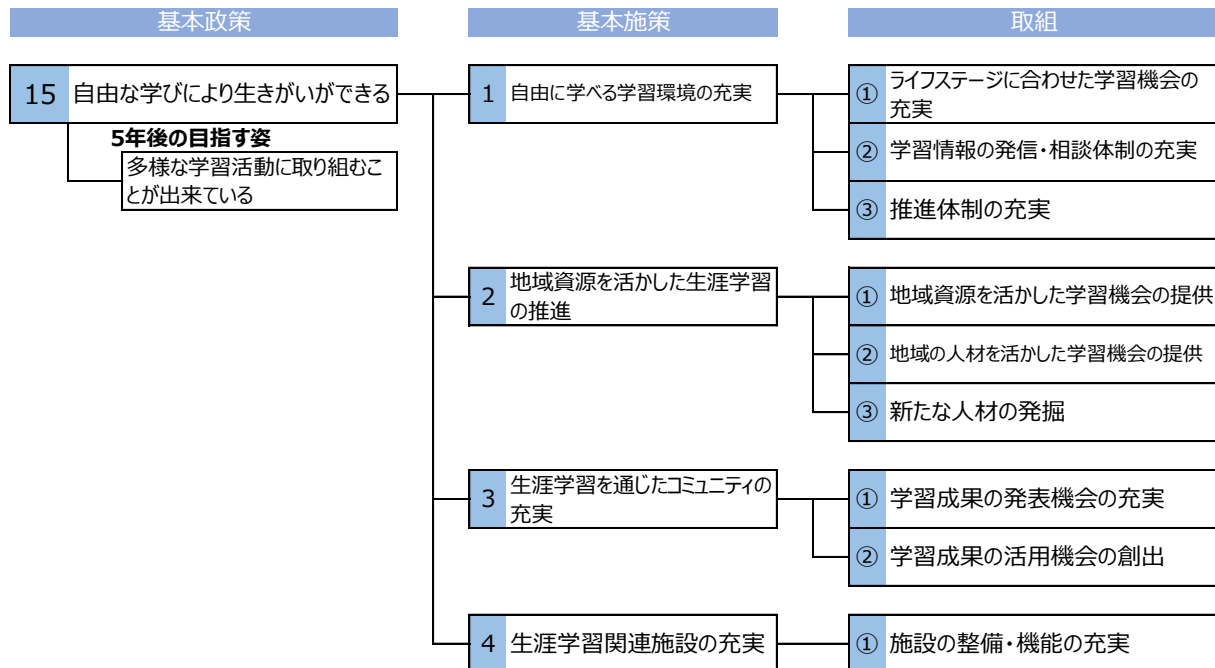 基本政策
基本施策
取組
15 自由な学びにより生きがいができる
5年後の目指す姿
多様な学習活動に取り組むこ
とが出来ている
1 自由に学べる学習環境の充実
① ライフステージに合わせた学習機会の
充実
② 学習情報の発信・相談体制の充実
③ 推進体制の充実
2 地域資源を活かした生涯学習
の推進
① 地域資源を活かした学習機会の提供
② 地域の人材を活かした学習機会の提供
③ 新たな人材の発掘
3 生涯学習を通じたコミュニティの
充実
① 学習成果の発表機会の充実
② 学習成果の活用機会の創出
4 生涯学習関連施設の充実
① 施設の整備・機能の充実